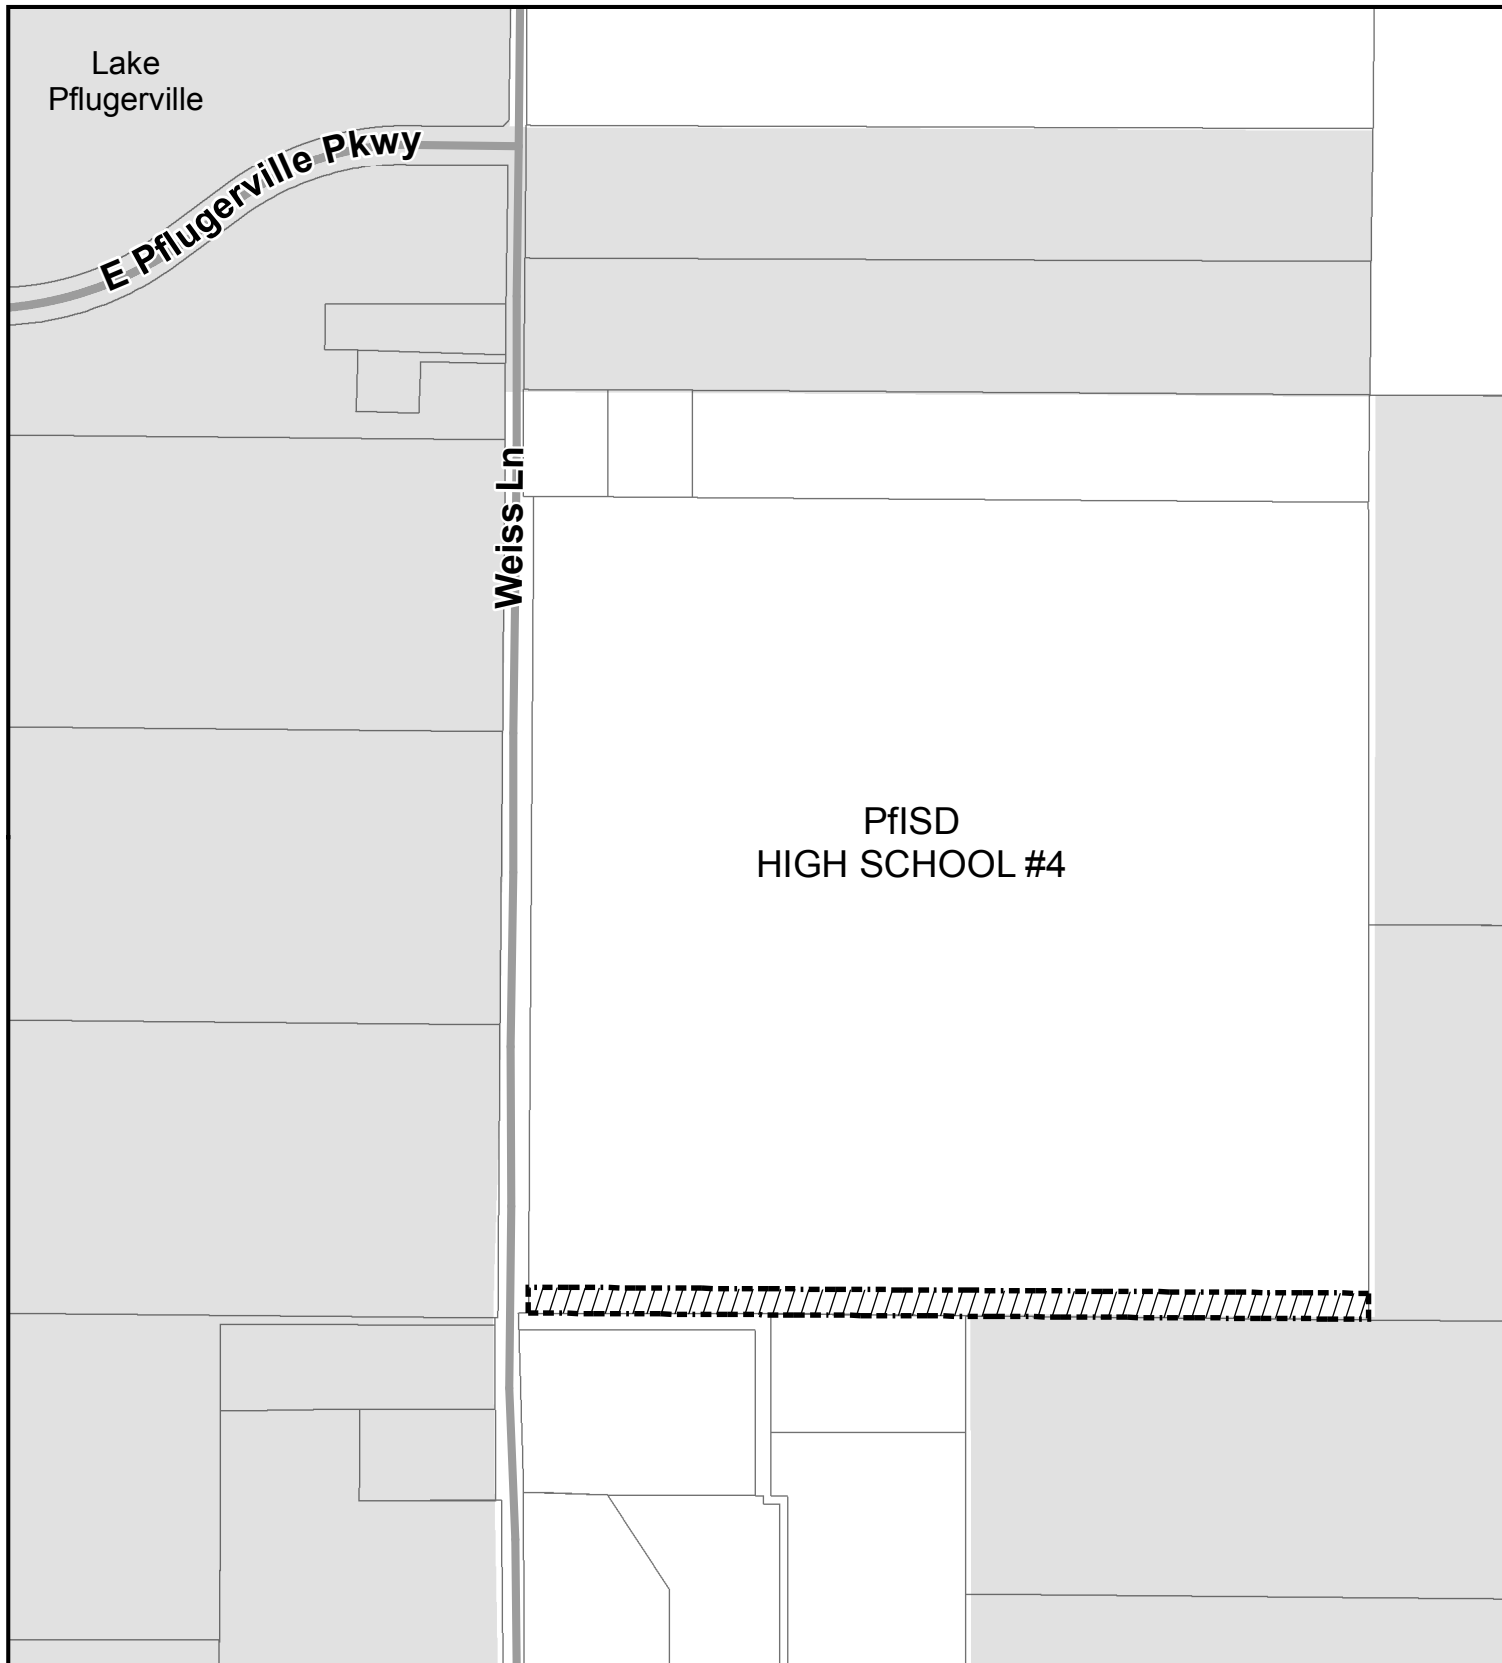 Lake
Pflugerville
E Pflugerville Pkwy
Weiss Ln
PfISD
HIGH SCHOOL #4